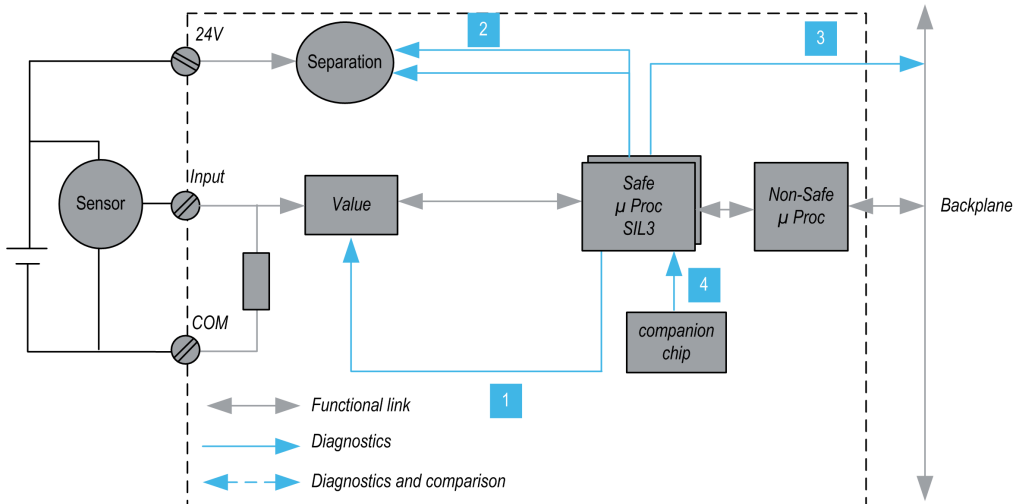 24V
2
3
Separation
Input
Sensor
Value
Safe
µ Proc
SIL3
Non-Safe
µ Proc
Backplane
4
COM
companion
chip
1
Functional link
Diagnostics
Diagnostics and comparison